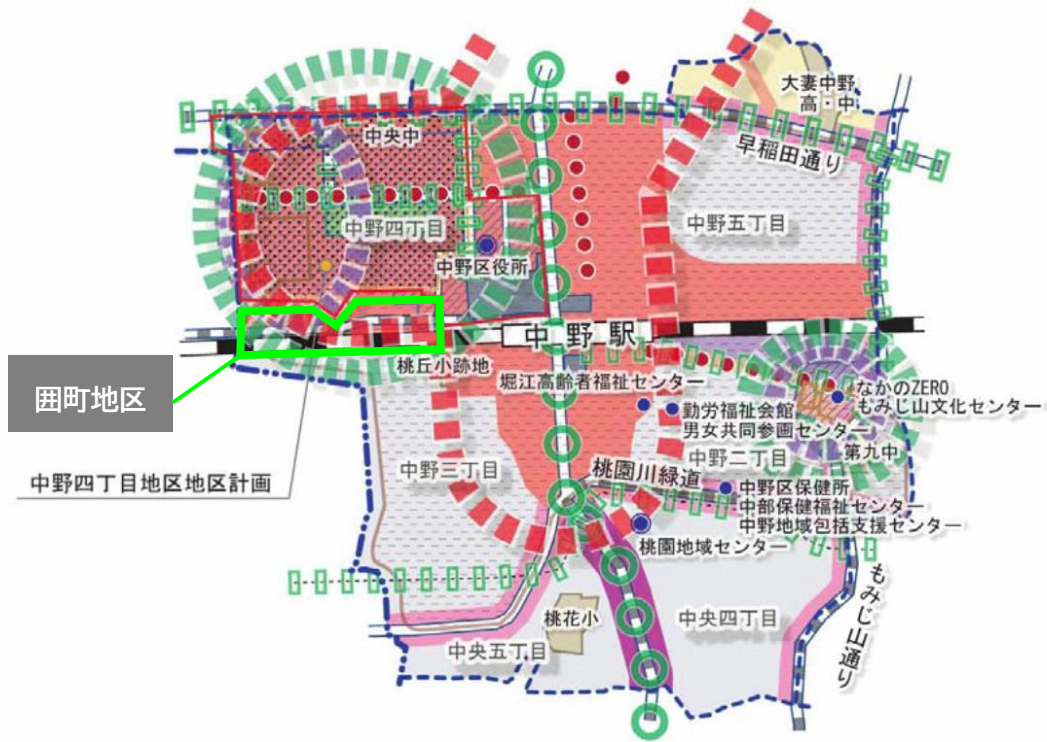 大妻中野
高・中
中央中
早稲田通り
中野四丁目
中野五丁目
中野区役所
中野駅
桃丘小跡地
囲町地区
堀江高齢者福祉センター
なかのZERO
もみじ山文化センター
勤労福祉会館
男女共同参画センター
第九中
中野三丁目
中野二丁目
桃園川緑道
中野四丁目地区地区計画
中野区保健所
中部保健福祉センター
中野地域包括支援センター
桃園地域センター
もみじ山通り
桃花小
中央四丁目
中央五丁目